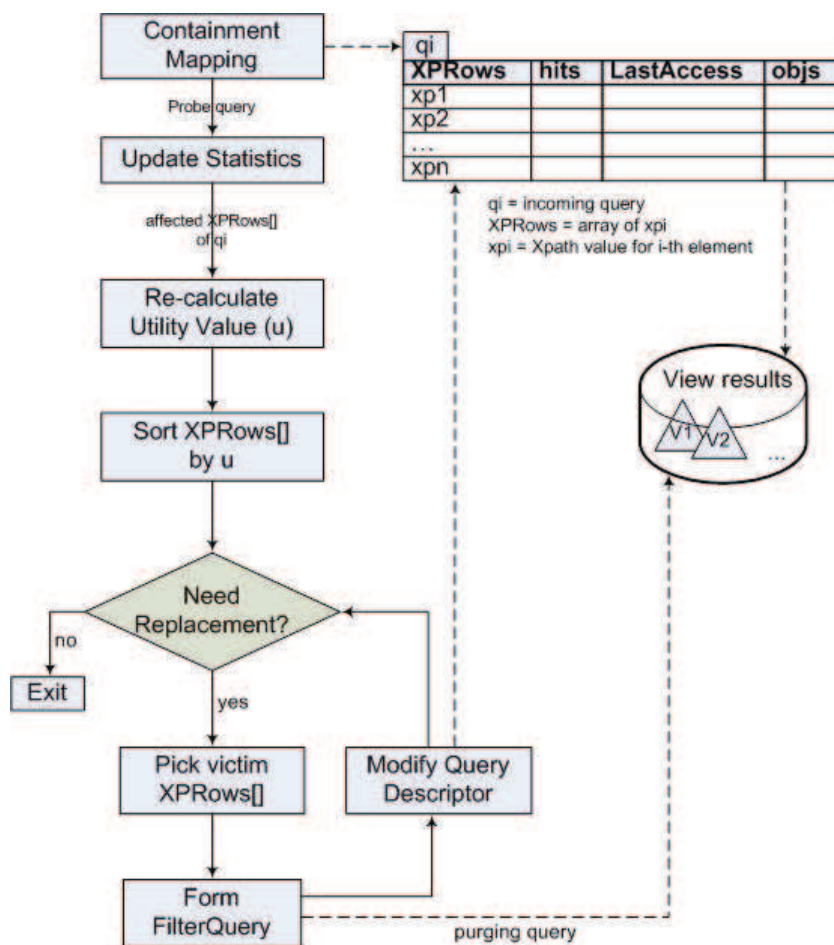 Containment
Mapping
qi
XPRows hits LastAccess objs
xp1
xp2
...
xpn
Probe query
Update Statistics
qi = incoming query
XPRows = array of xpi
xpi = Xpath value for i-th element
affected XPRows[]
of qi
Re-calculate
Utility Value (u)
View results
V1 V2 ...
Sort XPRows[]
by u
Need
Replacement?
no
Exit
yes
Pick victim
XPRows[]
Modify Query
Descriptor
Form
FilterQuery
purging query